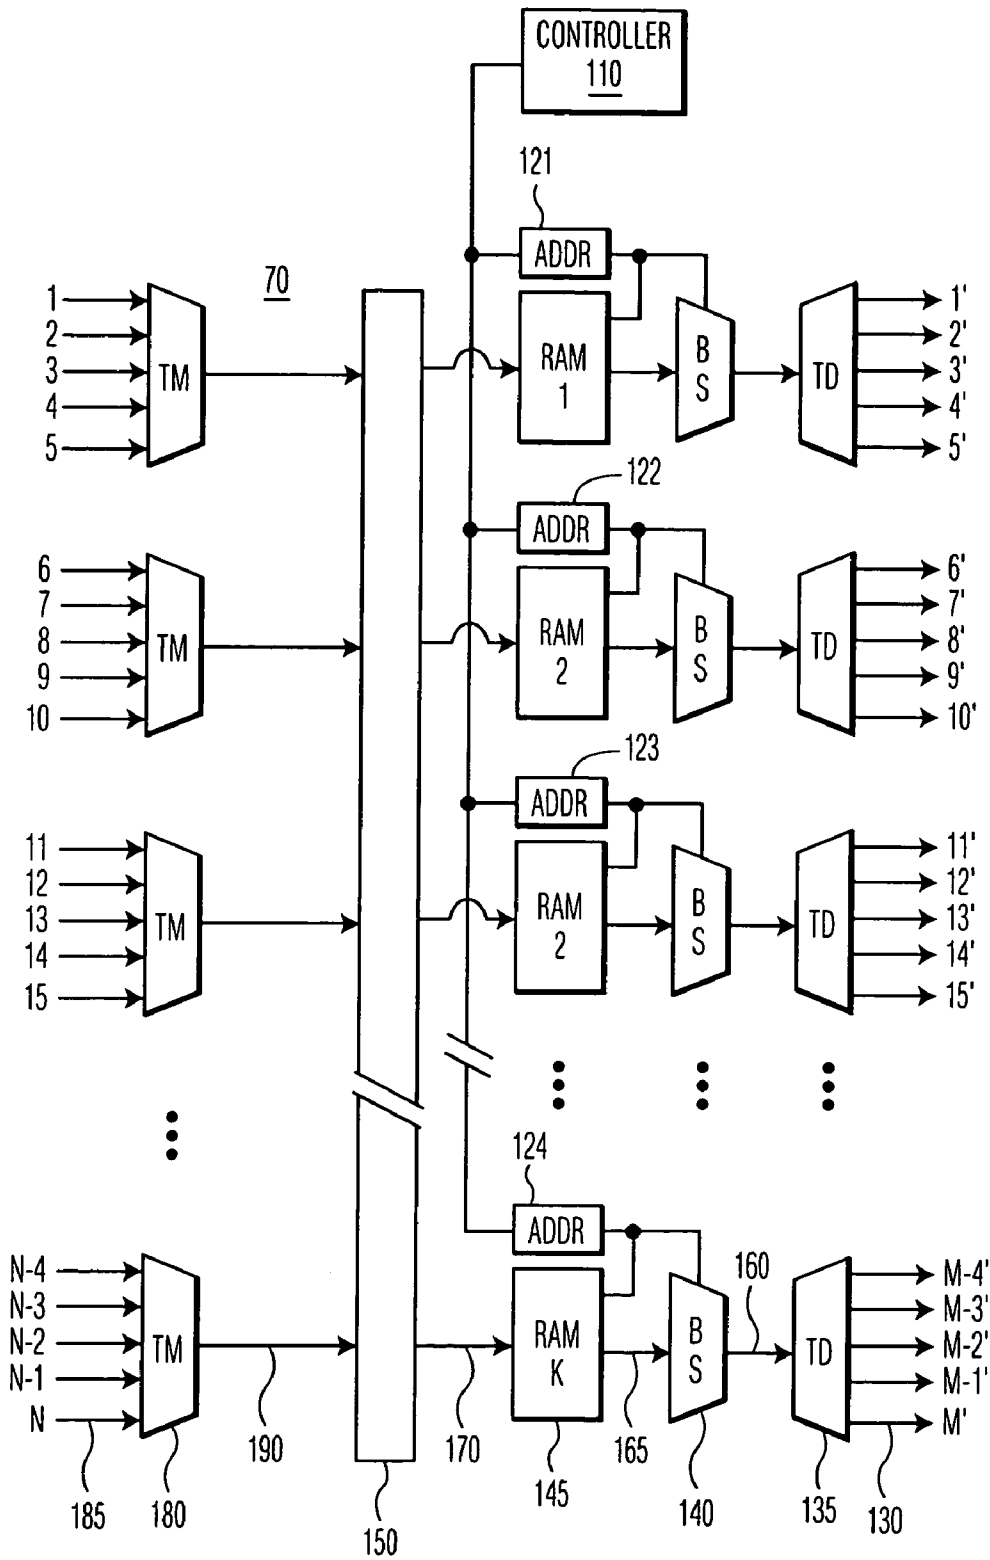 CONTROLLER
110
121
ADDR
70
1
2
3
4
5
TM
RAM
1
B
S
TD
1'
2'
3'
4'
5'
122
ADDR
6
7
8
9
10
TM
RAM
2
B
S
TD
6'
7'
8'
9'
10'
123
ADDR
11
12
13
14
15
TM
RAM
2
B
S
TD
11'
12'
13'
14'
15'
124
ADDR
160
N-4
N-3
N-2
N-1
N
TM
RAM
K
B
S
TD
M-4'
M-3'
M-2'
M-1'
M'
185
180
190
150
170
145
165
140
135
130